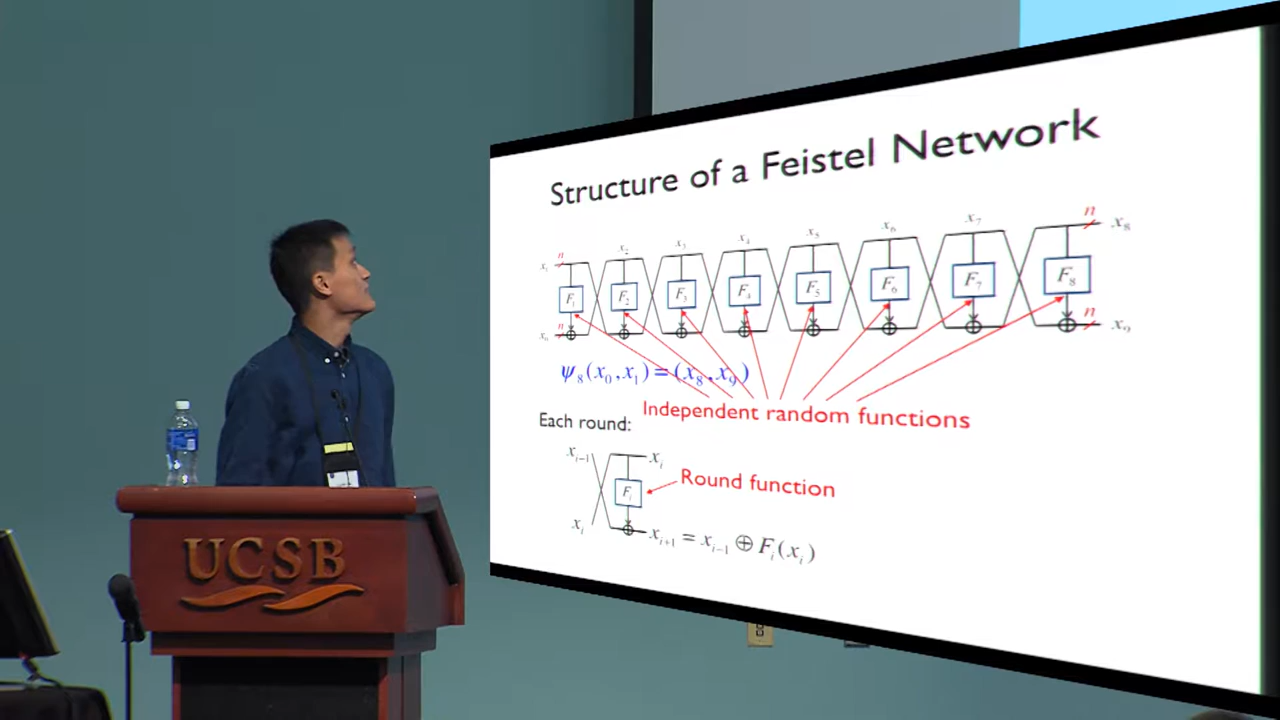 Structure of a Feistel Network
n x₂ x₃ x₄ x₅ x₆ x₇ n
x₁ x₈
F₁ F₂ F₃ F₄ F₅ F₆ F₇ F₈
x₀ n n x₉
ψ₈(x₀,x₁)=(x₈,x₉)
Independent random functions
Each round:
xᵢ₋₁ xᵢ
Round function
Fᵢ
xᵢ xᵢ₊₁ = xᵢ₋₁ ⊕ Fᵢ(xᵢ)
UCSB